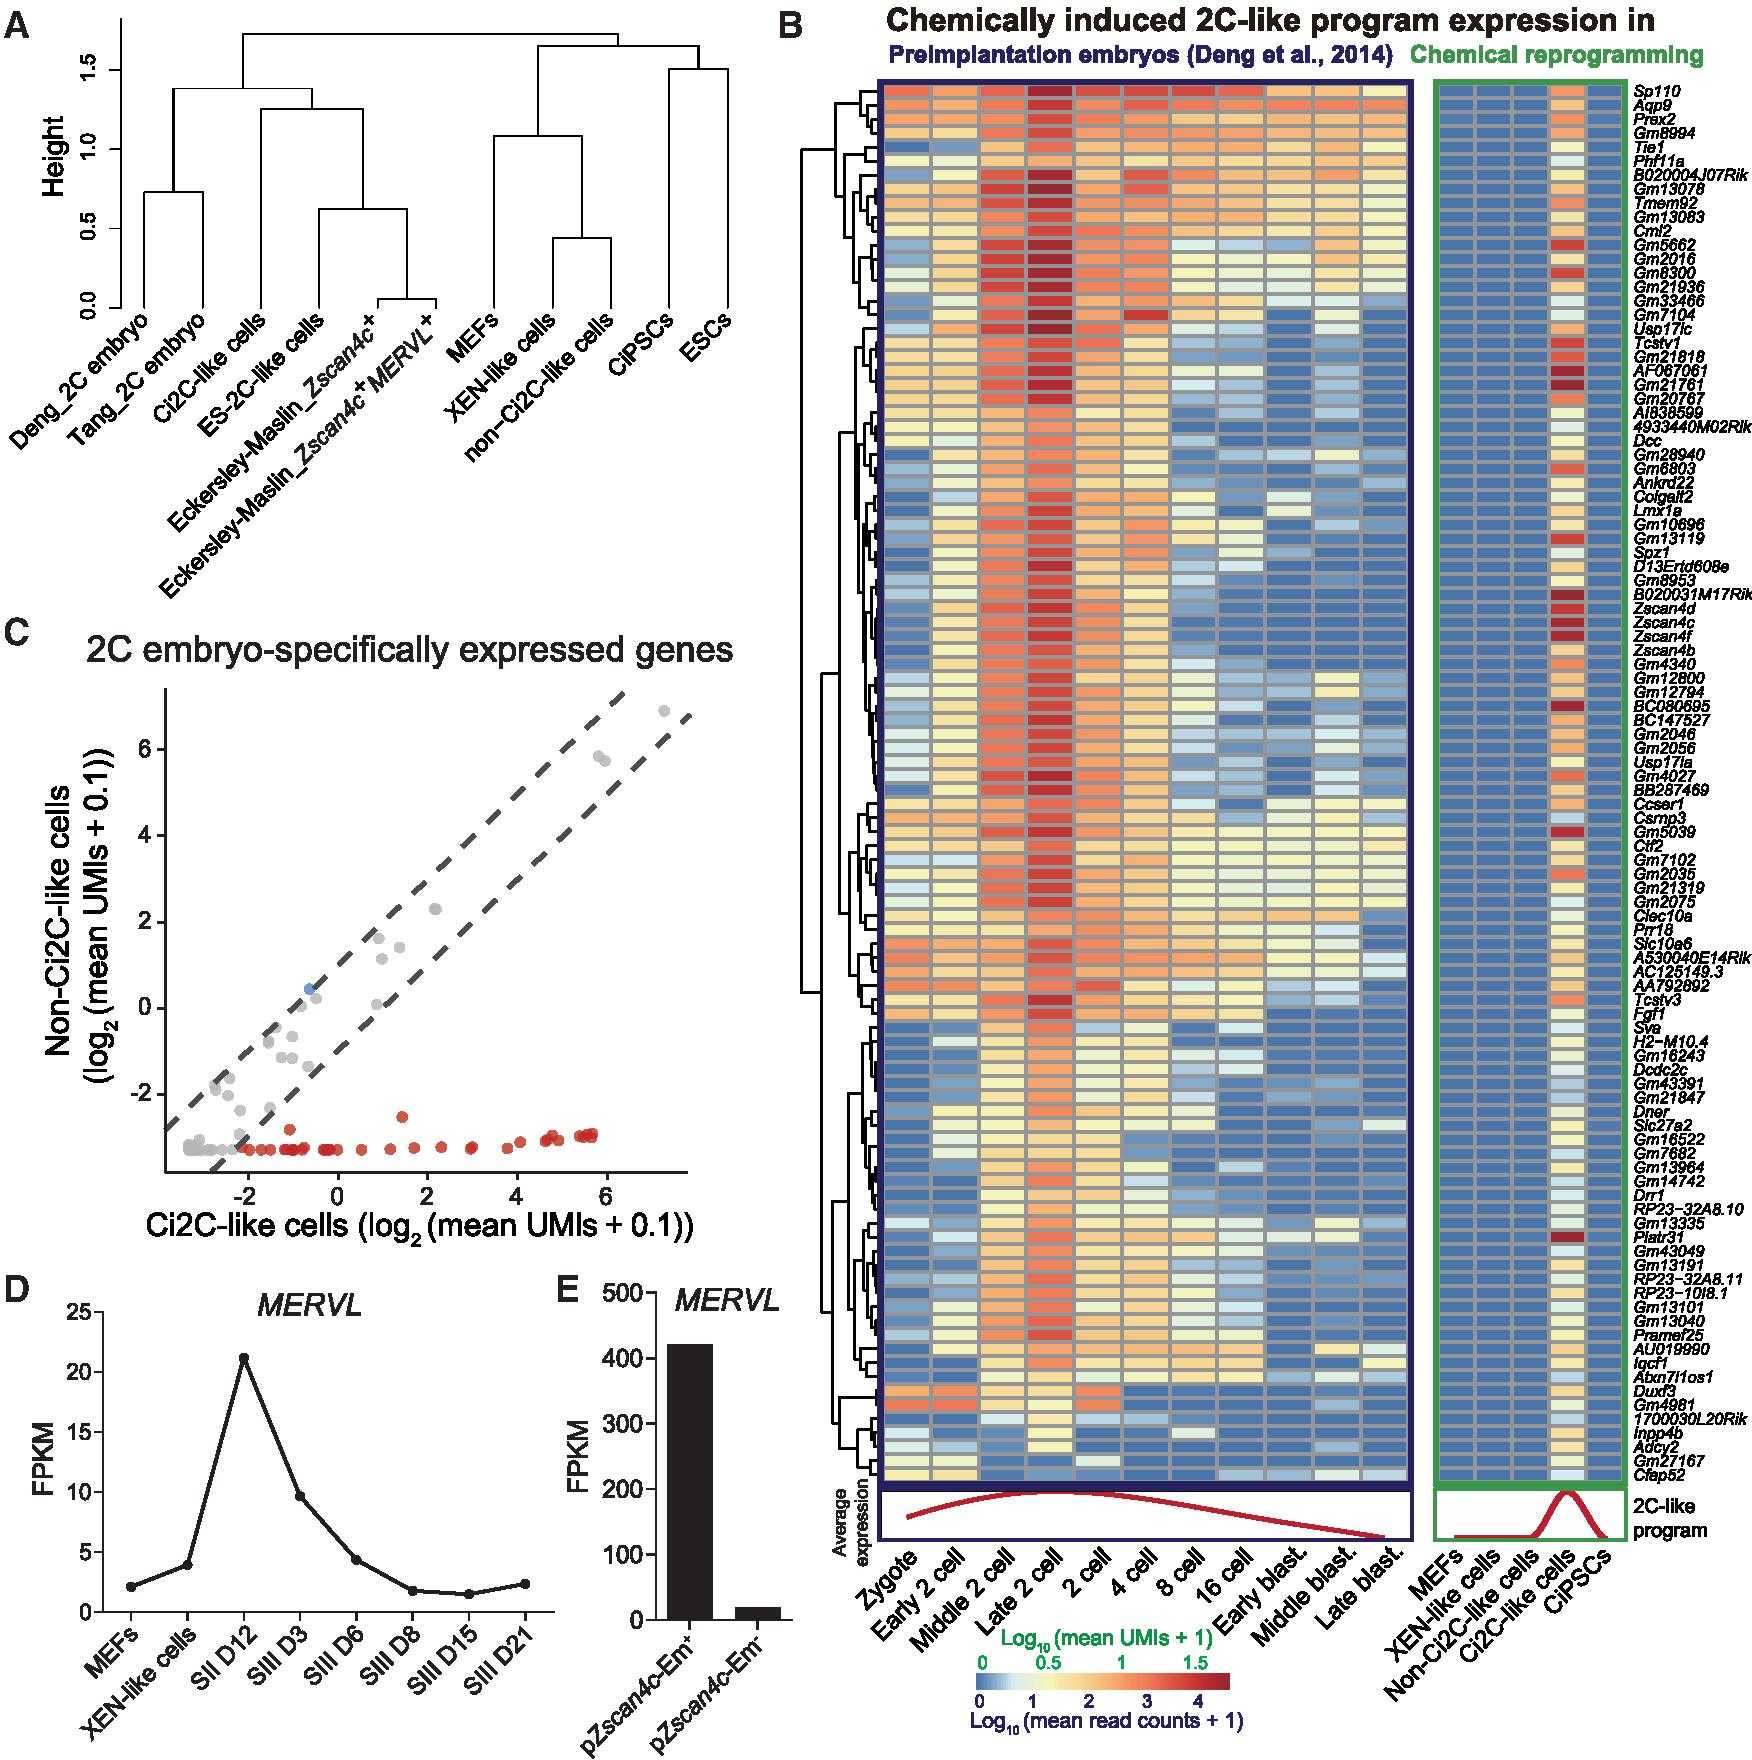 A
Height
0.0
0.5
1.0
1.5
Deng_2C embryo
Tang_2C embryo
Ci2C-like cells
ES-2C-like cells
Eckersley-Maslin_Zscan4c+
Eckersley-Maslin_Zscan4c+MERVL+
MEFs
XEN-like cells
non-Ci2C-like cells
CiPSCs
ESCs
B
Chemically induced 2C-like program expression in
Preimplantation embryos (Deng et al., 2014)
Chemical reprogramming
Sp110
Aqp9
Prex2
Gm8994
Tie1
Phf11a
B020004J07Rik
Gm13078
Tmem92
Gm13083
Cml2
Gm5662
Gm2016
Gm8300
Gm21936
Gm33466
Gm7104
Usp17lc
Tcstv1
Gm21818
AF067061
Gm21761
Gm20767
AI838599
4933440M02Rik
Dcc
Gm28940
Gm6803
Ankrd22
Colgalt2
Lmx1a
Gm10696
Gm13119
Spz1
D13Ertd608e
Gm8953
B020031M17Rik
Zscan4d
Zscan4c
Zscan4f
Zscan4b
Gm4340
Gm12800
Gm12794
BC080695
BC147527
Gm2046
Gm2056
Usp17la
Gm4027
BB287469
Ccser1
Csrnp3
Gm5039
Ctf2
Gm7102
Gm2035
Gm21319
Gm2075
Clec10a
Prr18
Slc10a6
A530040E14Rik
AC125149.3
AA792892
Tcstv3
Fgf1
Sva
H2−M10.4
Gm16243
Dcdc2c
Gm43391
Gm21847
Dner
Slc27a2
Gm16522
Gm7682
Gm13964
Gm14742
Drr1
RP23−32A8.10
Gm13335
Platr31
Gm43049
Gm13191
RP23−32A8.11
RP23−10I8.1
Gm13101
Gm13040
Pramef25
AU019990
Iqcf1
Atxn7l1os1
Duxf3
Gm4981
1700030L20Rik
Inpp4b
Adcy2
Gm27167
Cfap52
Average
expression
2C-like
program
Zygote
Early 2 cell
Middle 2 cell
Late 2 cell
2 cell
4 cell
8 cell
16 cell
Early blast.
Middle blast.
Late blast.
MEFs
XEN-like cells
Non-Ci2C-like cells
Ci2C-like cells
CiPSCs
Log10 (mean UMIs + 1)
0 0.5 1 1.5
0 1 2 3 4
Log10 (mean read counts + 1)
C
2C embryo-specifically expressed genes
Non-Ci2C-like cells
(log2 (mean UMIs + 0.1))
6
4
2
0
-2
-2 0 2 4 6
Ci2C-like cells (log2 (mean UMIs + 0.1))
D
MERVL
FPKM
25
20
15
10
5
0
MEFs
XEN-like cells
SII D12
SIII D3
SIII D6
SIII D8
SIII D15
SIII D21
E
MERVL
FPKM
500
400
300
200
100
0
pZscan4c-Em+
pZscan4c-Em-